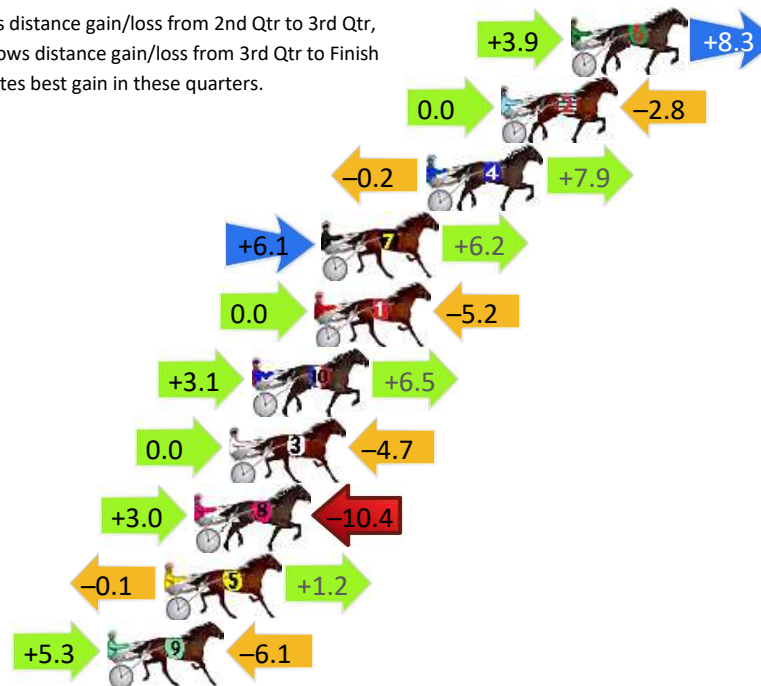 s distance gain/loss from 2nd Qtr to 3rd Qtr,
ows distance gain/loss from 3rd Qtr to Finish
tes best gain in these quarters.
+3.9 6 +8.3
0.0 2 –2.8
–0.2 4 +7.9
+6.1 7 +6.2
0.0 1 –5.2
+3.1 10 +6.5
0.0 3 –4.7
+3.0 8 –10.4
–0.1 5 +1.2
+5.3 9 –6.1